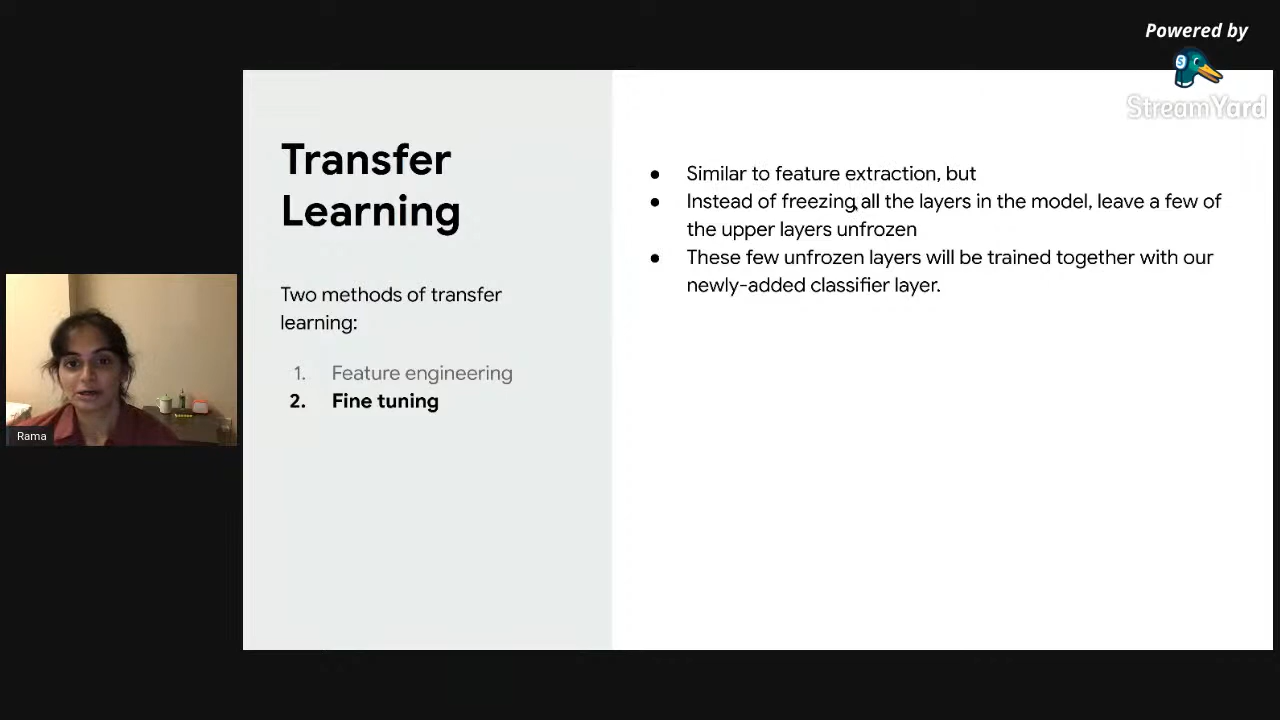 Powered by
StreamYard
Transfer
Learning
Two methods of transfer
learning:
1. Feature engineering
2. Fine tuning
● Similar to feature extraction, but
● Instead of freezing all the layers in the model, leave a few of
the upper layers unfrozen
● These few unfrozen layers will be trained together with our
newly-added classifier layer.
Rama